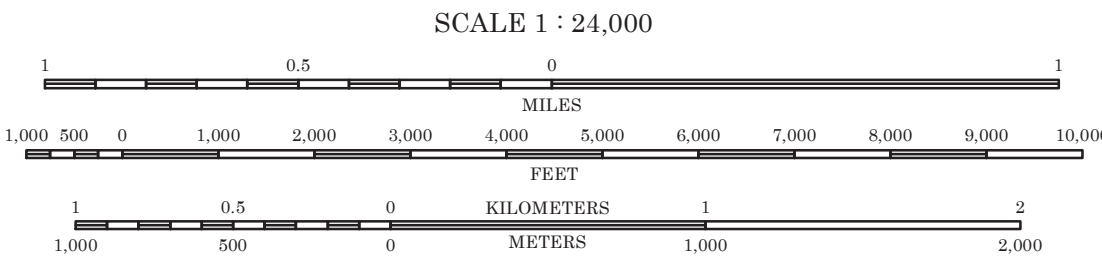 SCALE 1 : 24,000
1 0.5 0 1
MILES
1,000 500 0 1,000 2,000 3,000 4,000 5,000 6,000 7,000 8,000 9,000 10,000
FEET
1 0.5 0 KILOMETERS 1 2
1,000 500 0 METERS 1,000 2,000